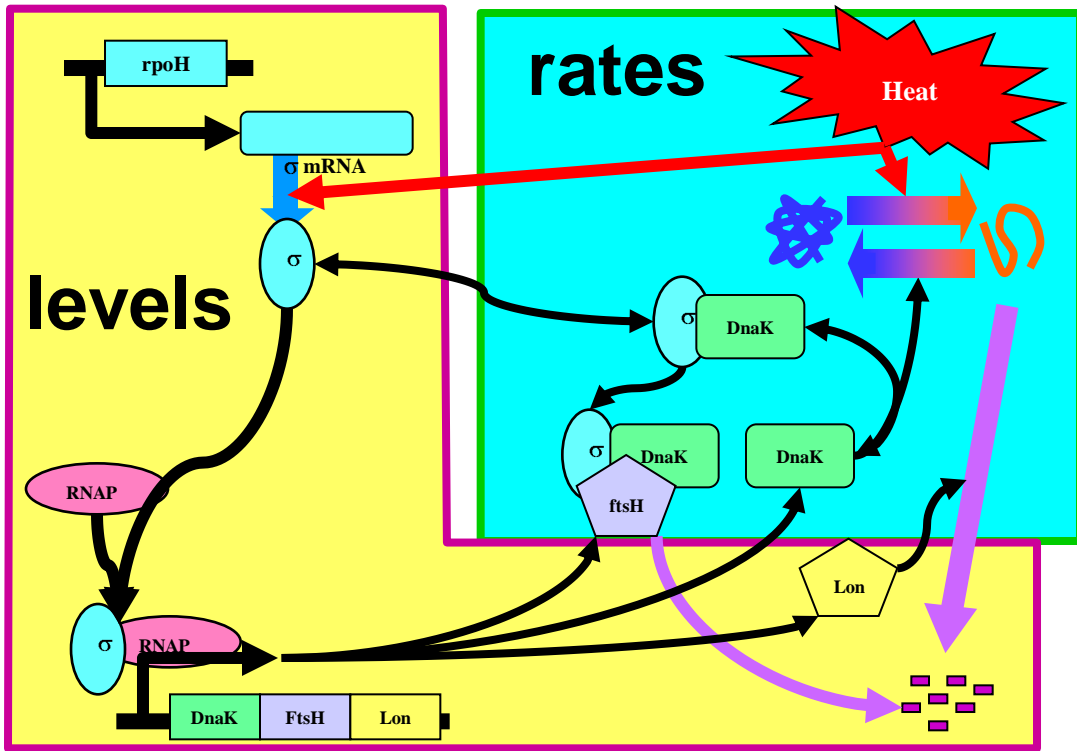 rpoH
rates
Heat
σ mRNA
σ
levels
σ
DnaK
σ
DnaK
DnaK
RNAP
ftsH
Lon
σ
RNAP
DnaK
FtsH
Lon